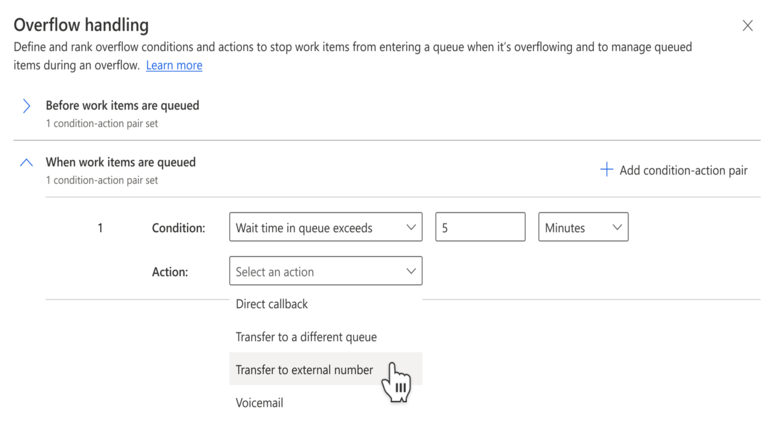 Overflow handling
Define and rank overflow conditions and actions to stop work items from entering a queue when it's overflowing and to manage queued
items during an overflow. Learn more
Before work items are queued
1 condition-action pair set
When work items are queued
1 condition-action pair set
Add condition-action pair
1 Condition: Wait time in queue exceeds 5 Minutes
Action: Select an action
Direct callback
Transfer to a different queue
Transfer to external number
Voicemail